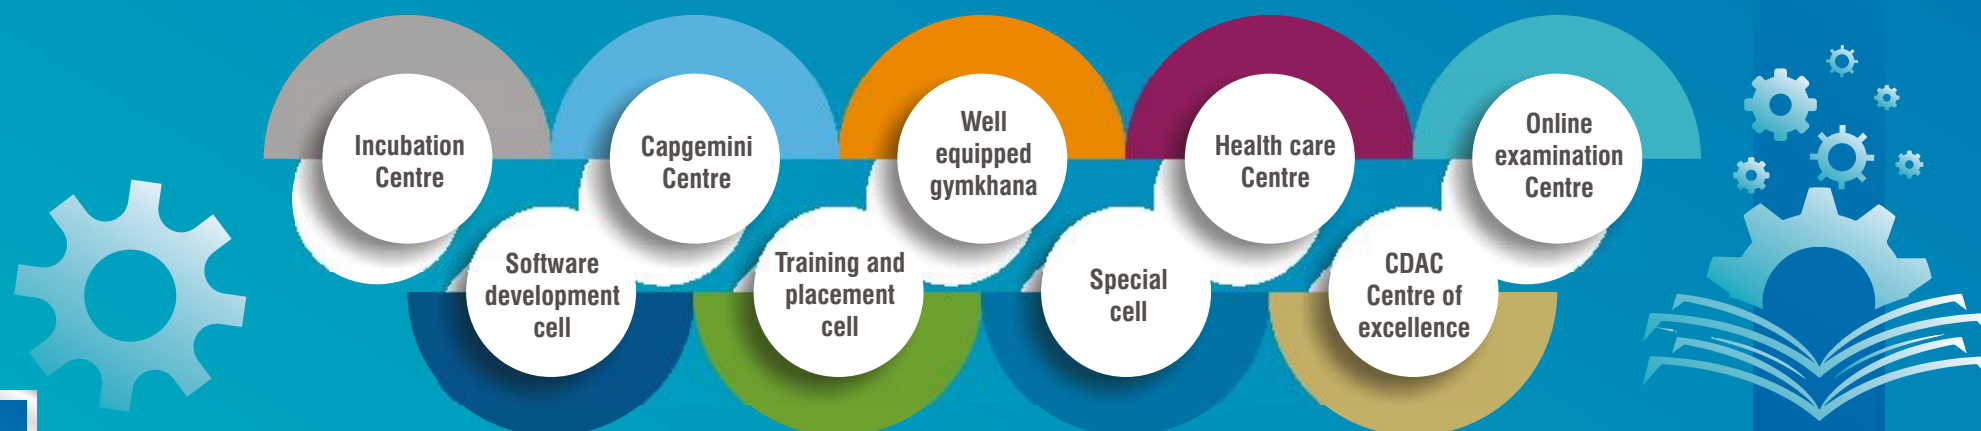 Incubation
Centre
Capgemini
Centre
Well
equipped
gymkhana
Health care
Centre
Online
examination
Centre
Software
development
cell
Training and
placement
cell
Special
cell
CDAC
Centre of
excellence